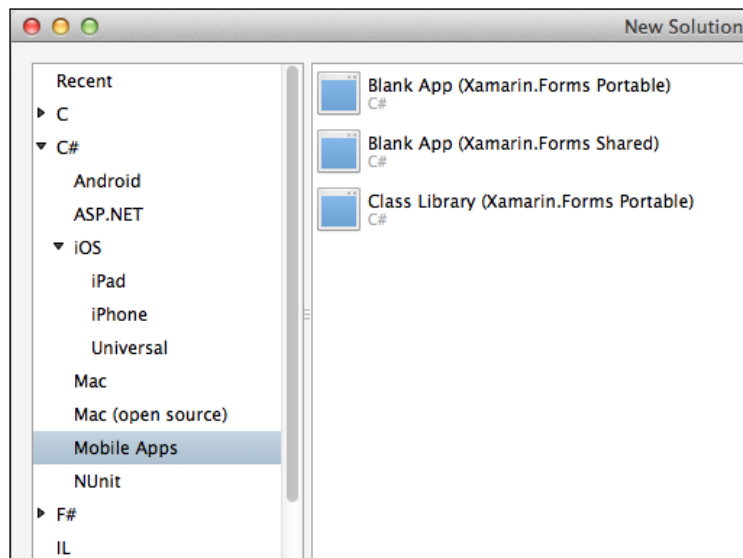 New Solution
Recent
C
C#
Android
ASP.NET
iOS
iPad
iPhone
Universal
Mac
Mac (open source)
Mobile Apps
NUnit
F#
IL
Blank App (Xamarin.Forms Portable)
C#
Blank App (Xamarin.Forms Shared)
C#
Class Library (Xamarin.Forms Portable)
C#